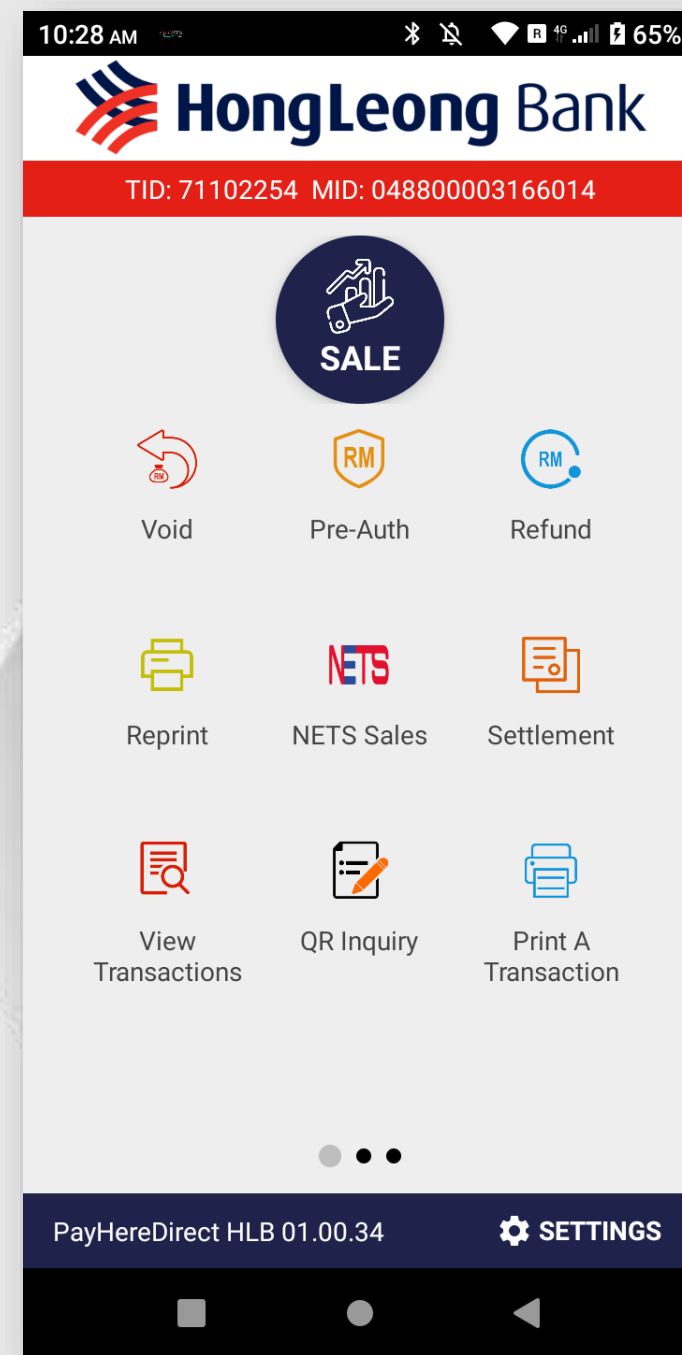 10:28 AM
R 4G 65%
HongLeong Bank
TID: 71102254 MID: 048800003166014
SALE
RM
RM
RM
Void
Pre-Auth
Refund
NETS
Reprint
NETS Sales
Settlement
View
Transactions
QR Inquiry
Print A
Transaction
PayHereDirect HLB 01.00.34
SETTINGS